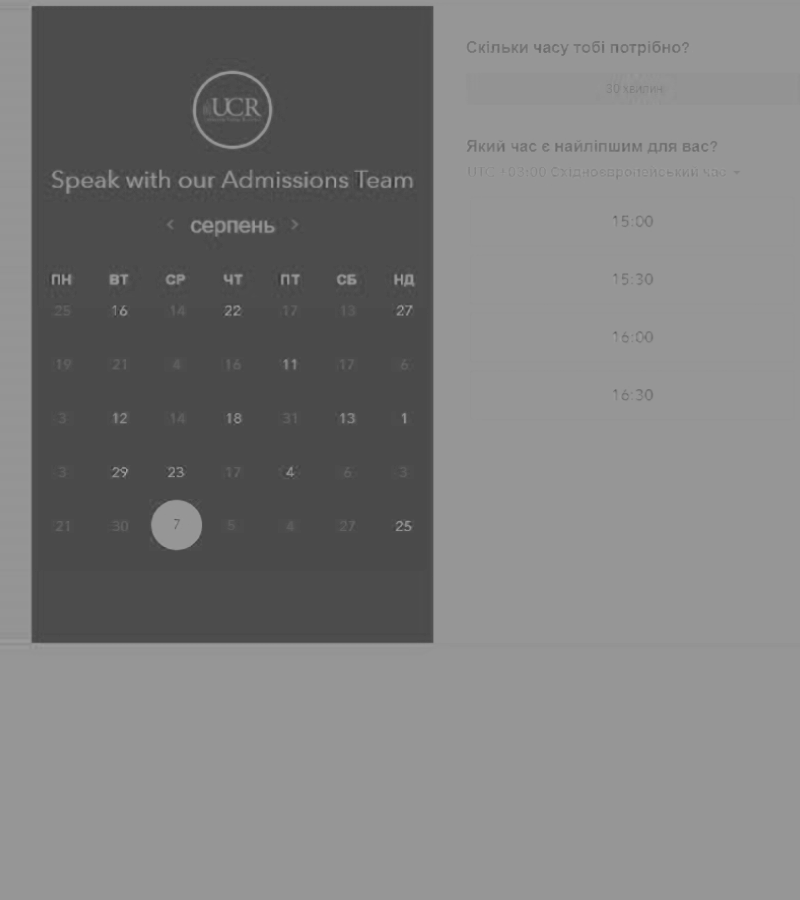 UCR
Speak with our Admissions Team
< серпень >
ПН ВТ СР ЧТ ПТ СБ НД
25 16 14 22 17 13 27
19 21 4 16 11 17 6
3 12 14 18 31 13 1
3 29 23 17 4 6 3
21 30 7 5 4 27 25
Скільки часу тобі потрібно?
30 хвилин
Який час є найліпшим для вас?
UTC +03:00 Східноєвропейський час
15:00
15:30
16:00
16:30